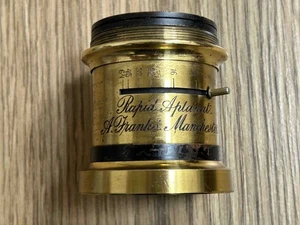 Rapid Aplanat.
A. Franks. Manchester